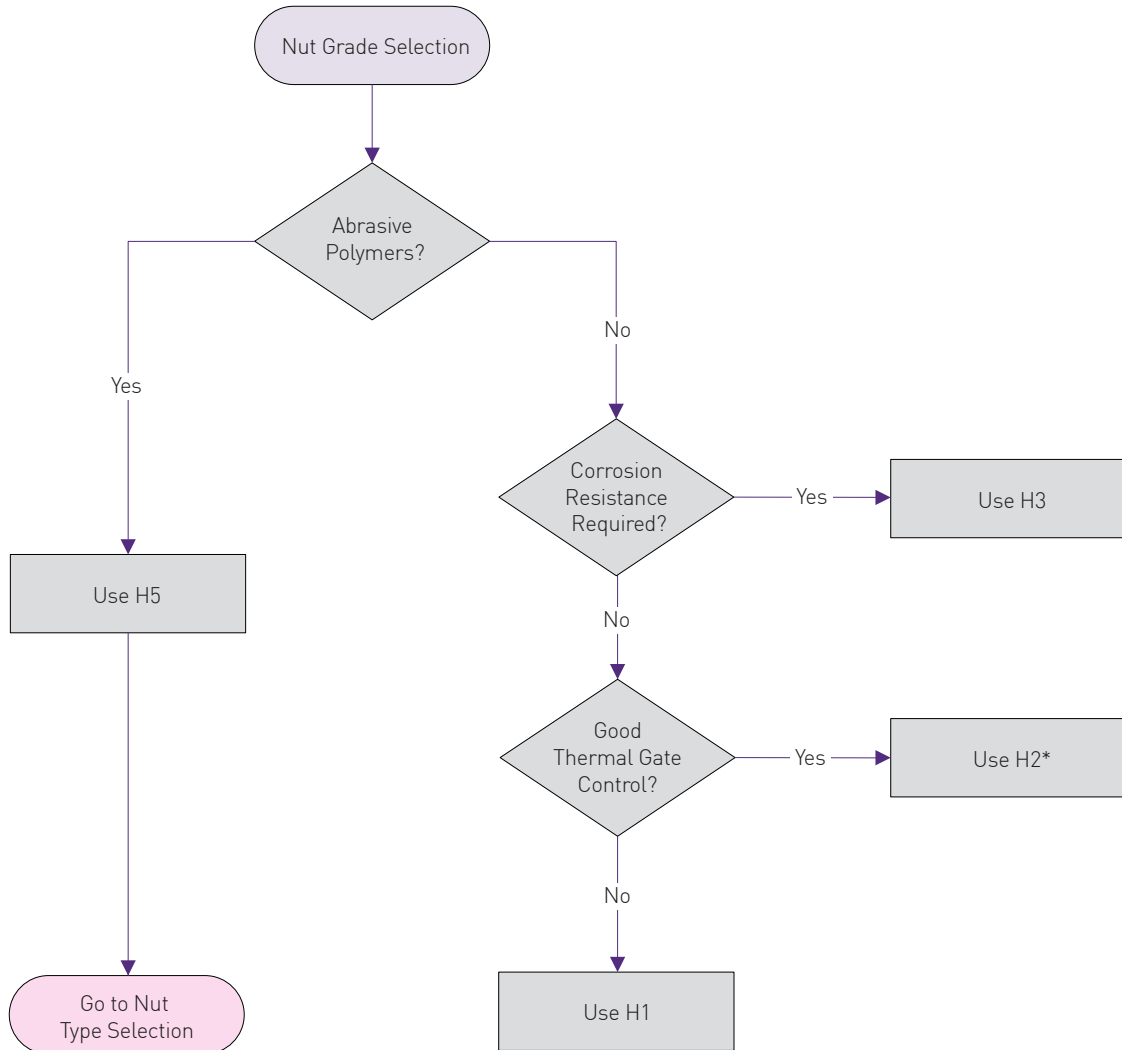 Nut Grade Selection
Abrasive
Polymers?
No
Yes
Corrosion
Resistance
Required?
Yes
Use H3
Use H5
No
Good
Thermal Gate
Control?
Yes
Use H2*
No
Go to Nut
Type Selection
Use H1